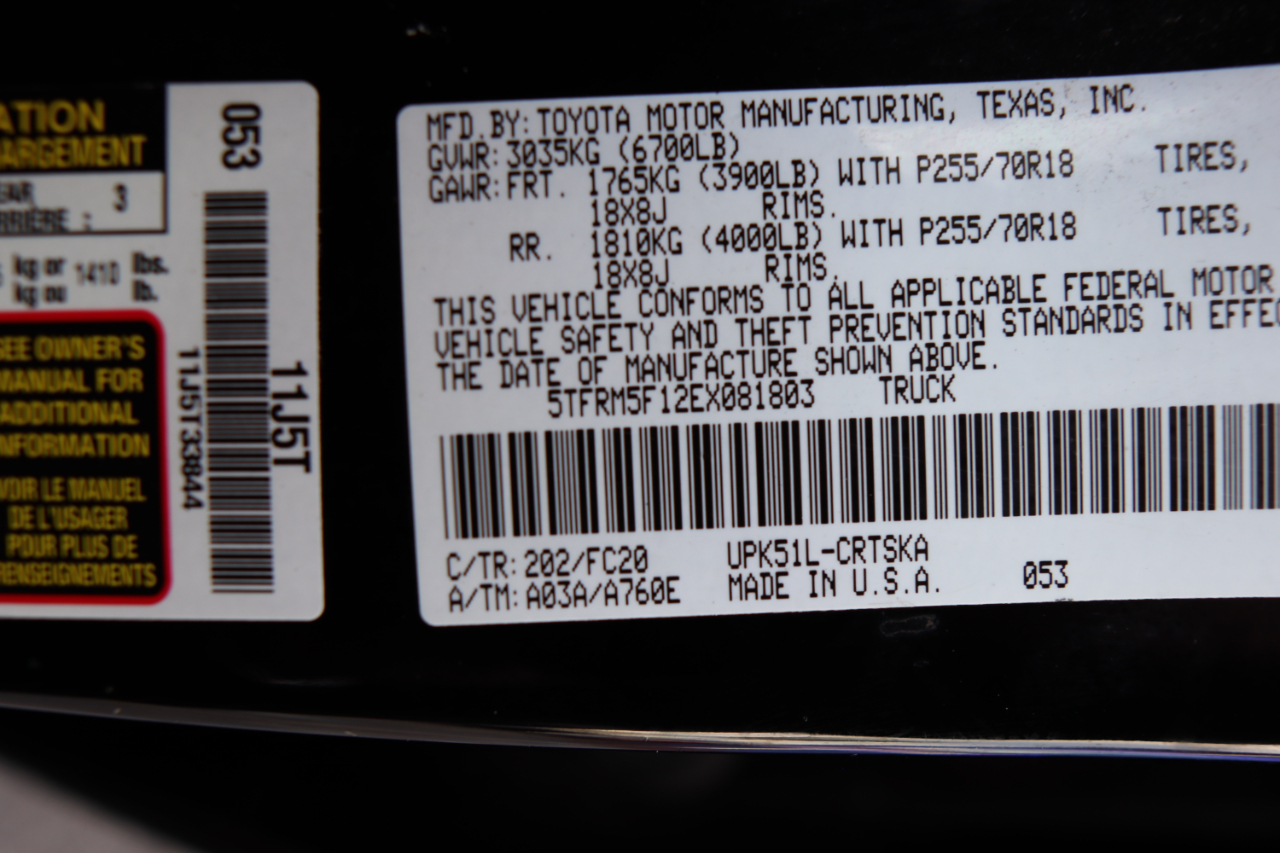 ATION
ARGEMENT
EAR
RRIÈRE : 3
kg or 1410 lbs.
kg ou lb.
SEE OWNER'S
MANUAL FOR
ADDITIONAL
INFORMATION
VOIR LE MANUEL
DE L'USAGER
POUR PLUS DE
RENSEIGNEMENTS
053
11J5T33844
11J5T
MFD.BY:TOYOTA MOTOR MANUFACTURING, TEXAS, INC.
GVWR:3035KG (6700LB)
GAWR:FRT. 1765KG (3900LB) WITH P255/70R18 TIRES,
18X8J RIMS.
RR. 1810KG (4000LB) WITH P255/70R18 TIRES,
18X8J RIMS.
THIS VEHICLE CONFORMS TO ALL APPLICABLE FEDERAL MOTOR
VEHICLE SAFETY AND THEFT PREVENTION STANDARDS IN EFFEC
THE DATE OF MANUFACTURE SHOWN ABOVE.
5TFRM5F12EX081803 TRUCK
C/TR:202/FC20 UPK51L-CRTSKA
A/TM:A03A/A760E MADE IN U.S.A. 053